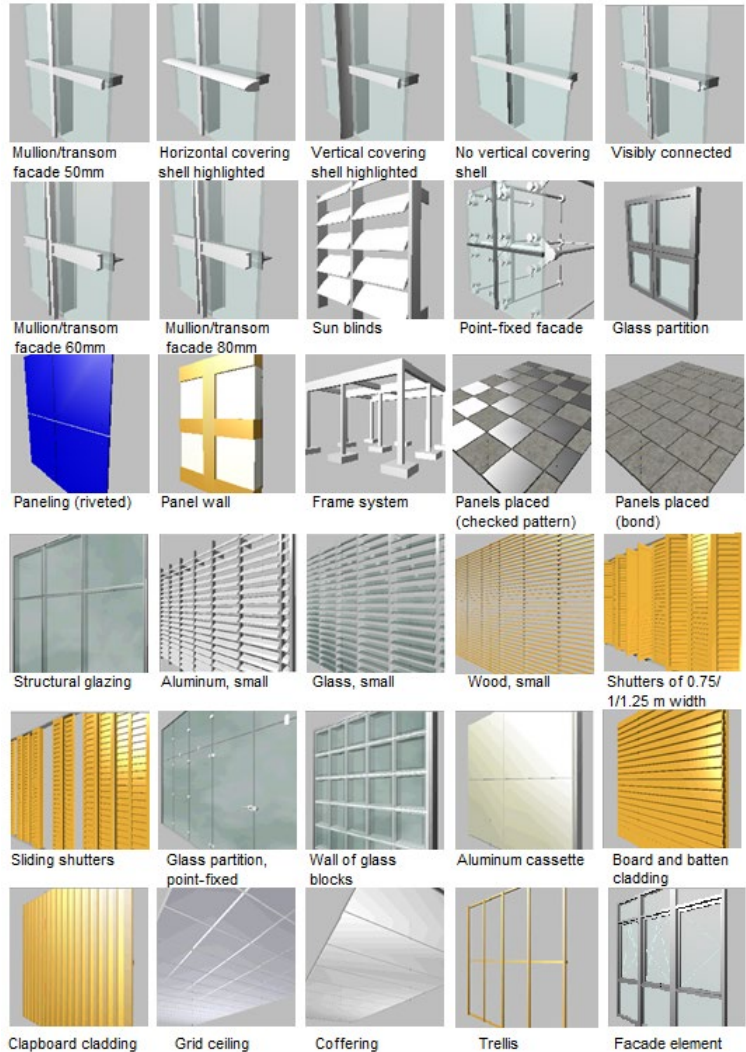 Mullion/transom
facade 50mm
Horizontal covering
shell highlighted
Vertical covering
shell highlighted
No vertical covering
shell
Visibly connected
Mullion/transom
facade 60mm
Mullion/transom
facade 80mm
Sun blinds
Point-fixed facade
Glass partition
Paneling (riveted)
Panel wall
Frame system
Panels placed
(checked pattern)
Panels placed
(bond)
Structural glazing
Aluminum, small
Glass, small
Wood, small
Shutters of 0.75/
1/1.25 m width
Sliding shutters
Glass partition,
point-fixed
Wall of glass
blocks
Aluminum cassette
Board and batten
cladding
Clapboard cladding
Grid ceiling
Coffering
Trellis
Facade element